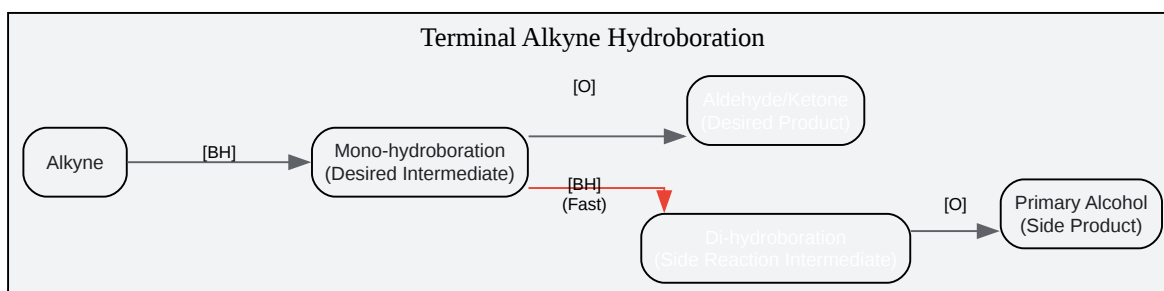 Terminal Alkyne Hydroboration
Alkyne
[BH]
Mono-hydroboration
(Desired Intermediate)
[O]
Aldehyde/Ketone
(Desired Product)
[BH]
(Fast)
Di-hydroboration
(Side Reaction Intermediate)
[O]
Primary Alcohol
(Side Product)